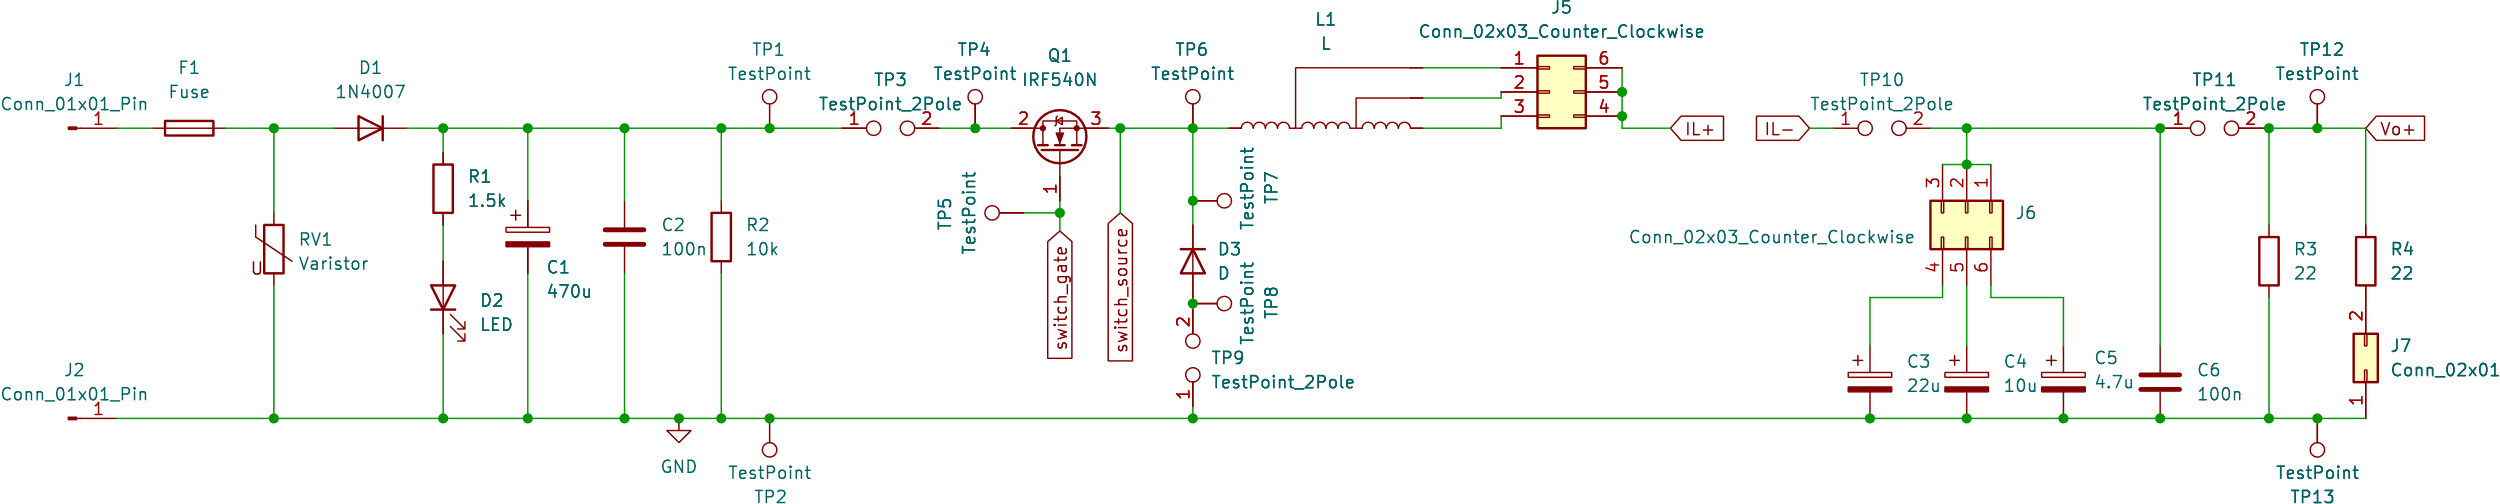 J1
Conn_01x01_Pin
1
F1
Fuse
D1
1N4007
RV1
Varistor
U
R1
1.5k
D2
LED
C1
470u
+
C2
100n
R2
10k
J2
Conn_01x01_Pin
1
GND
TP1
TestPoint
TestPoint
TP2
TP3
TestPoint_2Pole
1
2
TP4
TestPoint
Q1
IRF540N
2
3
1
TP5
TestPoint
switch_gate
switch_source
TP6
TestPoint
TestPoint
TP7
D3
D
TestPoint
TP8
2
TP9
TestPoint_2Pole
1
L1
L
J5
Conn_02x03_Counter_Clockwise
1
6
2
5
3
4
IL+
IL-
TP10
TestPoint_2Pole
1
2
3
2
1
J6
Conn_02x03_Counter_Clockwise
4
5
6
+
C3
22u
+
C4
10u
+
C5
4.7u
C6
100n
TP11
TestPoint_2Pole
1
2
TP12
TestPoint
Vo+
R3
22
R4
22
2
J7
Conn_02x01
1
TestPoint
TP13